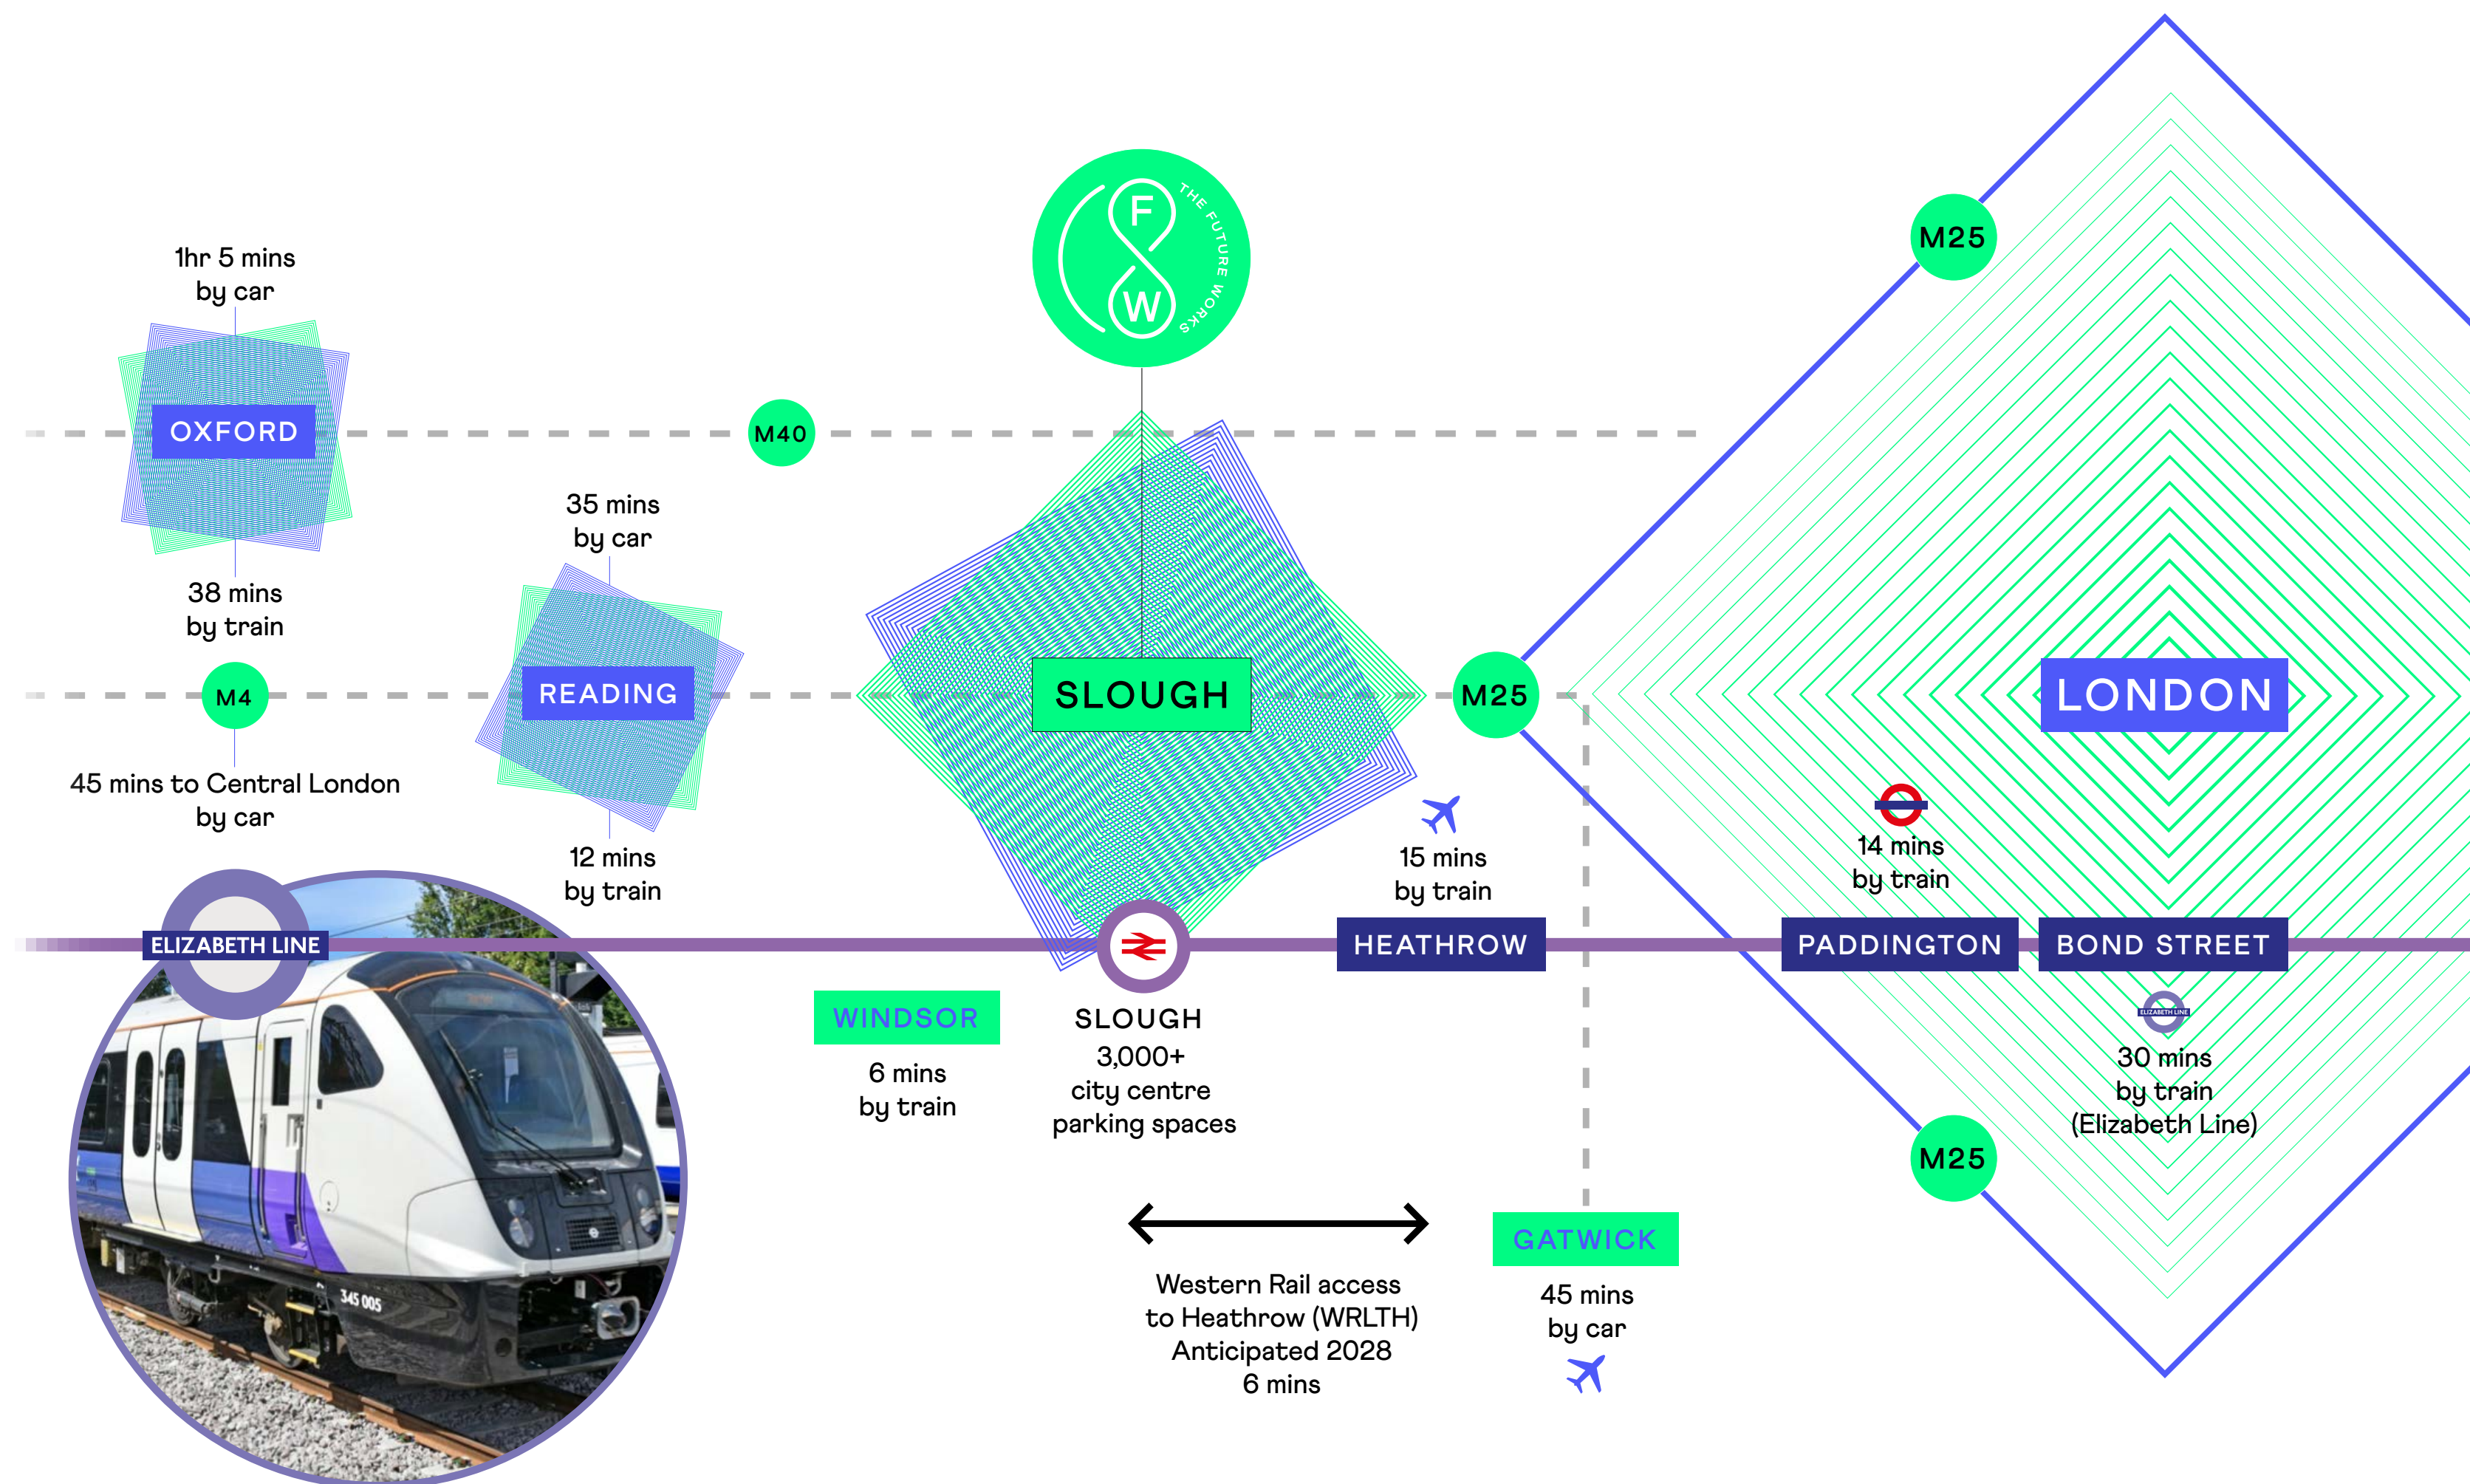 F
W
THE FUTURE WORKS
M25
1hr 5 mins
by car
OXFORD
M40
38 mins
by train
35 mins
by car
M4
READING
SLOUGH
M25
LONDON
45 mins to Central London
by car
12 mins
by train
15 mins
by train
14 mins
by train
ELIZABETH LINE
HEATHROW
PADDINGTON
BOND STREET
WINDSOR
6 mins
by train
SLOUGH
3,000+
city centre
parking spaces
ELIZABETH LINE
30 mins
by train
(Elizabeth Line)
M25
345 005
Western Rail access
to Heathrow (WRLTH)
Anticipated 2028
6 mins
GATWICK
45 mins
by car